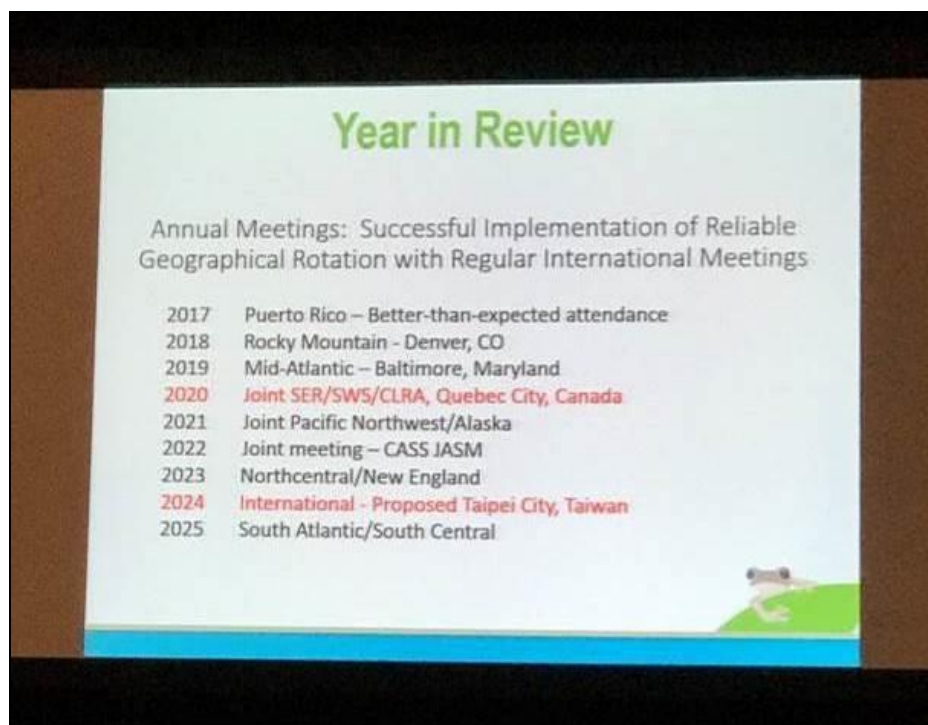 Year in Review
Annual Meetings: Successful Implementation of Reliable
Geographical Rotation with Regular International Meetings
2017 Puerto Rico – Better-than-expected attendance
2018 Rocky Mountain - Denver, CO
2019 Mid-Atlantic – Baltimore, Maryland
2020 Joint SER/SWS/CLRA, Quebec City, Canada
2021 Joint Pacific Northwest/Alaska
2022 Joint meeting – CASS JASM
2023 Northcentral/New England
2024 International - Proposed Taipei City, Taiwan
2025 South Atlantic/South Central